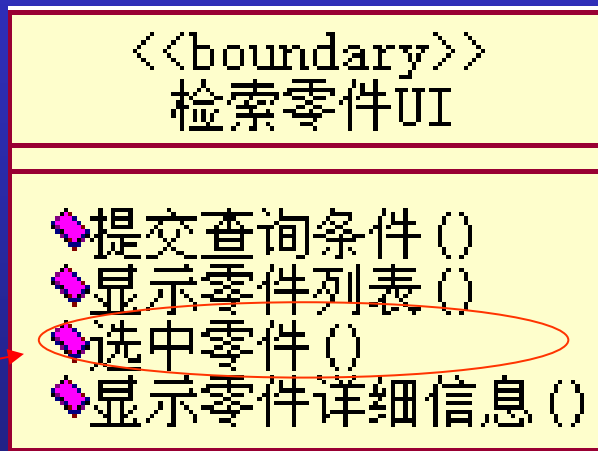 <<boundary>>
检索零件UI
提交查询条件()
显示零件列表()
选中零件()
显示零件详细信息()